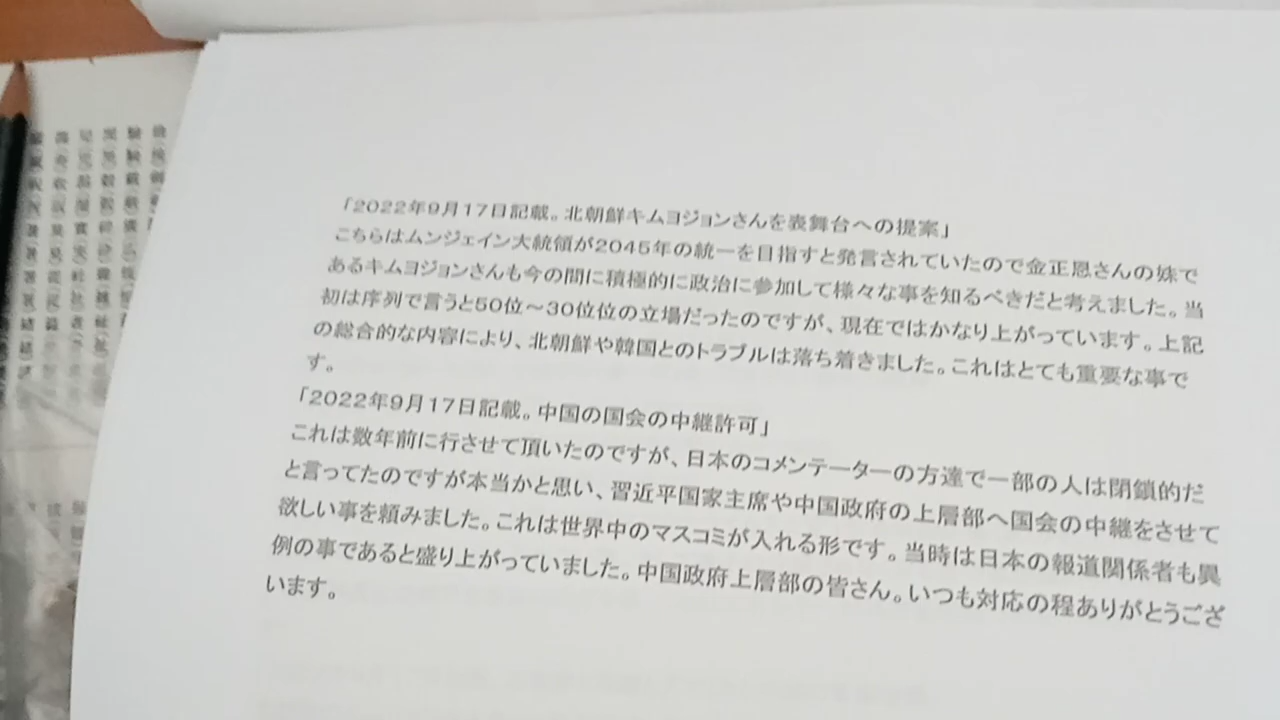 「2022年9月17日記載。北朝鮮キムヨジョンさんを表舞台への提案」
こちらはムンジェイン大統領が2045年の統一を目指すと発言されていたので金正恩さんの妹で
あるキムヨジョンさんも今の間に積極的に政治に参加して様々な事を知るべきだと考えました。当
初は序列で言うと50位～30位位の立場だったのですが、現在ではかなり上がっています。上記
の総合的な内容により、北朝鮮や韓国とのトラブルは落ち着きました。これはとても重要な事で
す。
「2022年9月17日記載。中国の国会の中継許可」
これは数年前に行させて頂いたのですが、日本のコメンテーターの方達で一部の人は閉鎖的だ
と言ってたのですが本当かと思い、習近平国家主席や中国政府の上層部へ国会の中継をさせて
欲しい事を頼みました。これは世界中のマスコミが入れる形です。当時は日本の報道関係者も異
例の事であると盛り上がっていました。中国政府上層部の皆さん。いつも対応の程ありがとうござ
います。